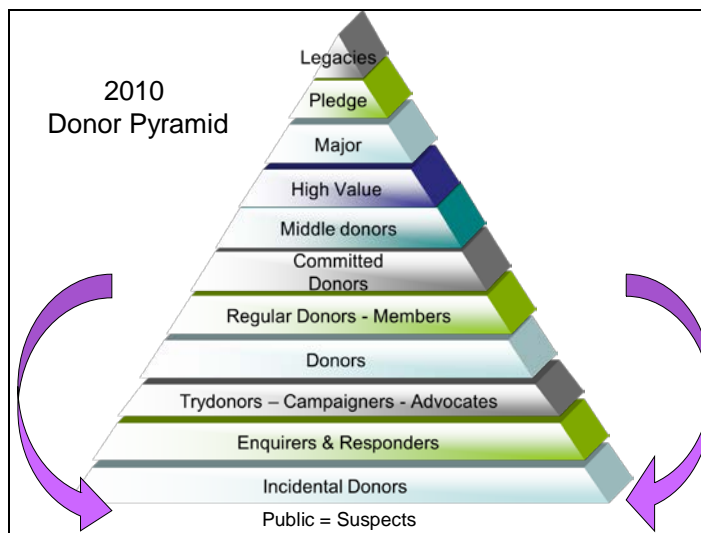 2010
Donor Pyramid
Legacies
Pledge
Major
High Value
Middle donors
Committed
Donors
Regular Donors - Members
Donors
Trydonors – Campaigners - Advocates
Enquirers & Responders
Incidental Donors
Public = Suspects